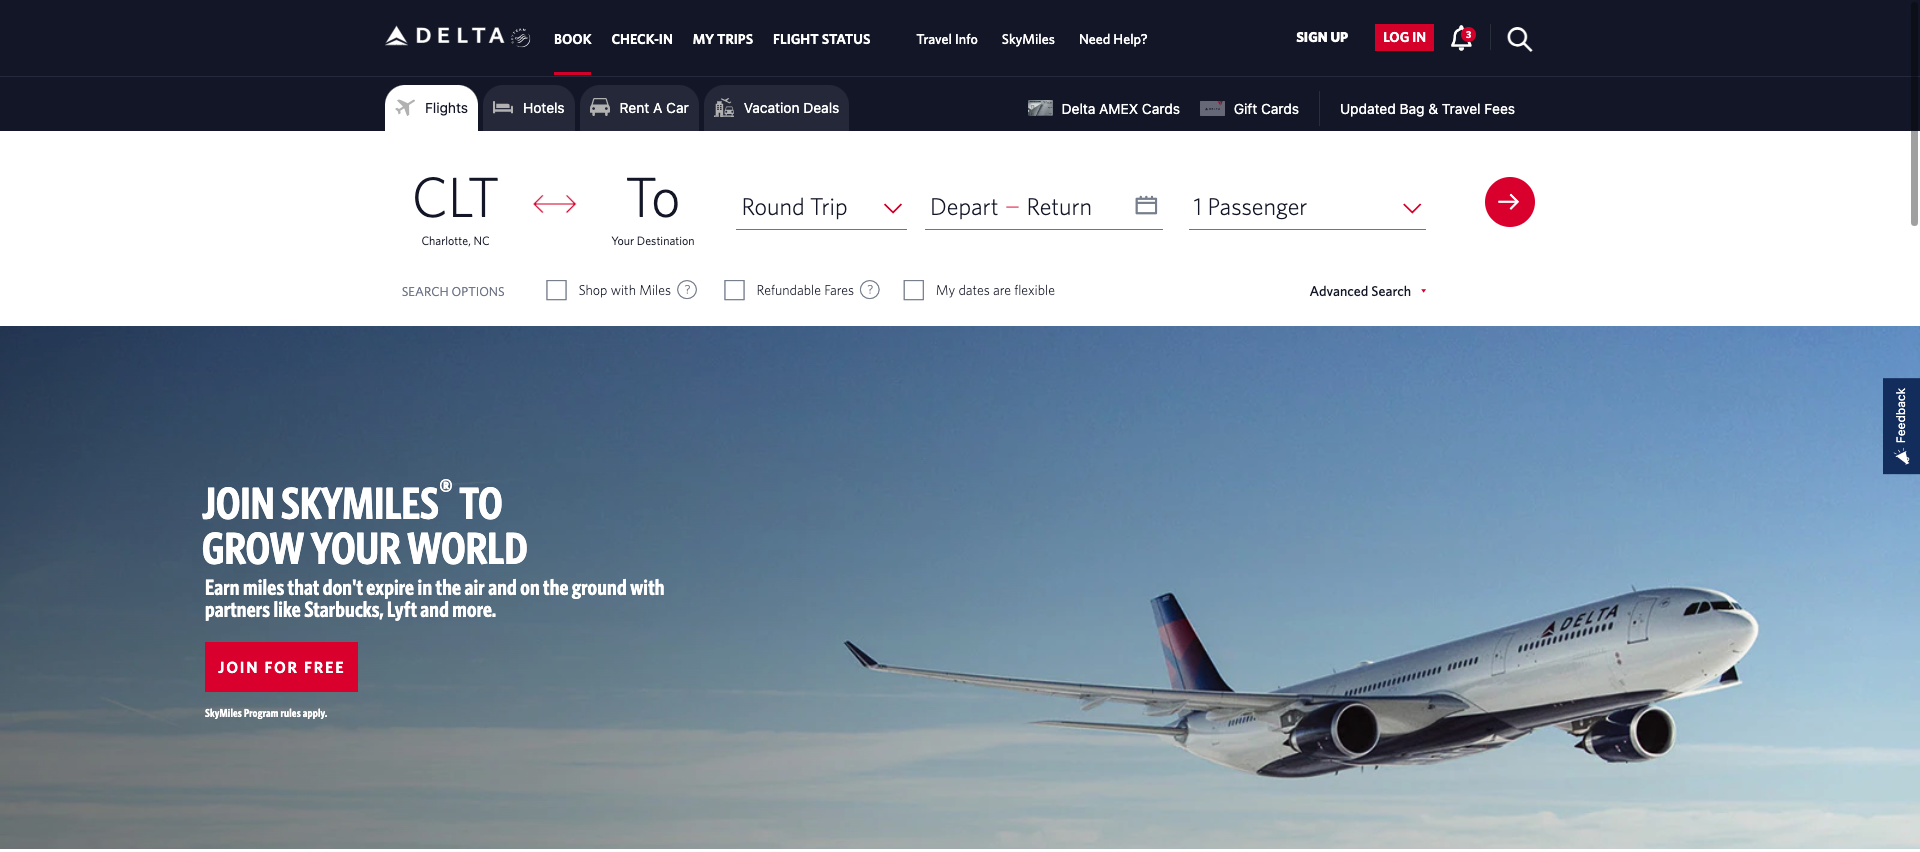 DELTA
BOOK CHECK-IN MY TRIPS FLIGHT STATUS Travel Info SkyMiles Need Help? SIGN UP LOG IN 3
Flights Hotels Rent A Car Vacation Deals Delta AMEX Cards Gift Cards Updated Bag & Travel Fees
CLT To Round Trip Depart – Return 1 Passenger
Charlotte, NC Your Destination
SEARCH OPTIONS Shop with Miles ? Refundable Fares ? My dates are flexible Advanced Search
Feedback
JOIN SKYMILES® TO
GROW YOUR WORLD
Earn miles that don't expire in the air and on the ground with
partners like Starbucks, Lyft and more.
JOIN FOR FREE
SkyMiles Program rules apply.
DELTA